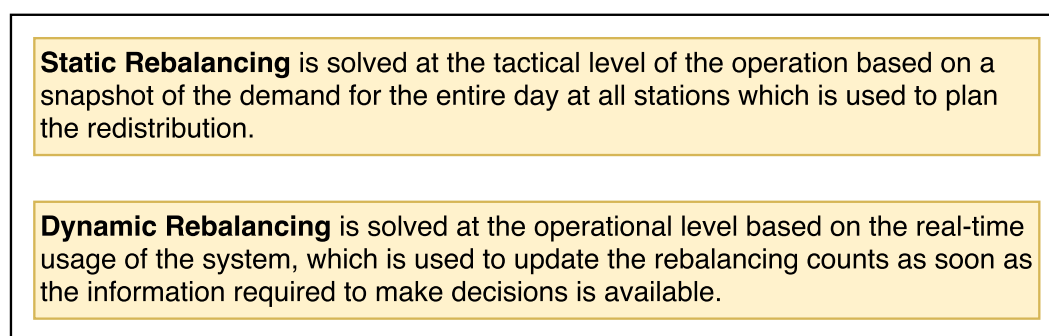 Static Rebalancing is solved at the tactical level of the operation based on a
snapshot of the demand for the entire day at all stations which is used to plan
the redistribution.
Dynamic Rebalancing is solved at the operational level based on the real-time
usage of the system, which is used to update the rebalancing counts as soon as
the information required to make decisions is available.